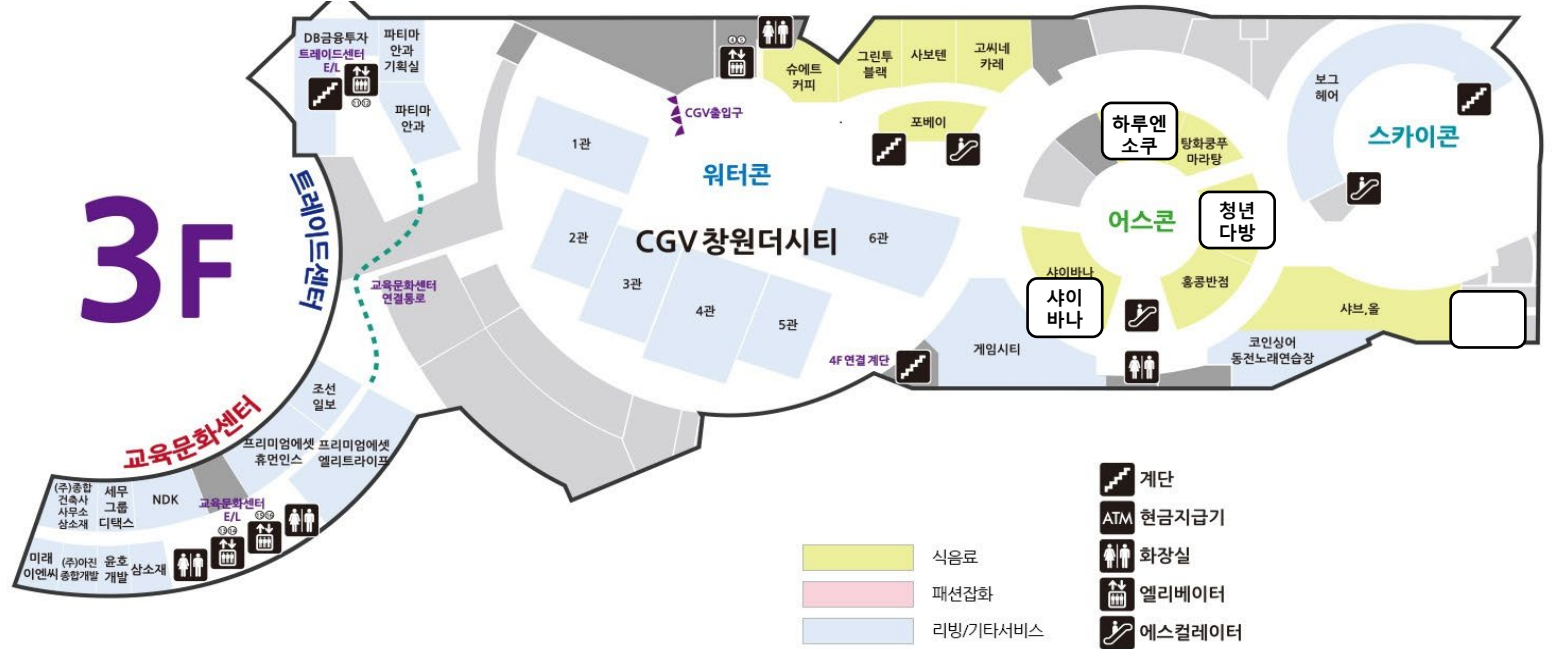 3F
DB금융투자
트레이드센터
E/L
⑪⑫
파티마
안과
기획실
파티마
안과
트레이드센터
1관
2관
3관
4관
5관
6관
CGV출입구
④⑤
슈에트
커피
그린투
블랙
사보텐
고씨네
카레
포베이
워터콘
CGV 창원더시티
하루엔
소쿠
탕화쿵푸
마라탕
어스콘
청년
다방
홍콩반점
샤이바나
샤이
바나
보그
헤어
스카이콘
샤브,올
코인싱어
동전노래연습장
게임시티
4F 연결 계단
교육문화센터
연결통로
조선
일보
프리미엄에셋
휴먼인스
프리미엄에셋
엘리트라이프
교육문화센터
(주)종합
건축사
사무소
삼소재
세무
그룹
디택스
NDK
교육문화센터
E/L
미래
이엔씨
(주)아진
종합개발
윤호
개발
삼소재
식음료
패션잡화
리빙/기타서비스
계단
ATM 현금지급기
화장실
엘리베이터
에스컬레이터